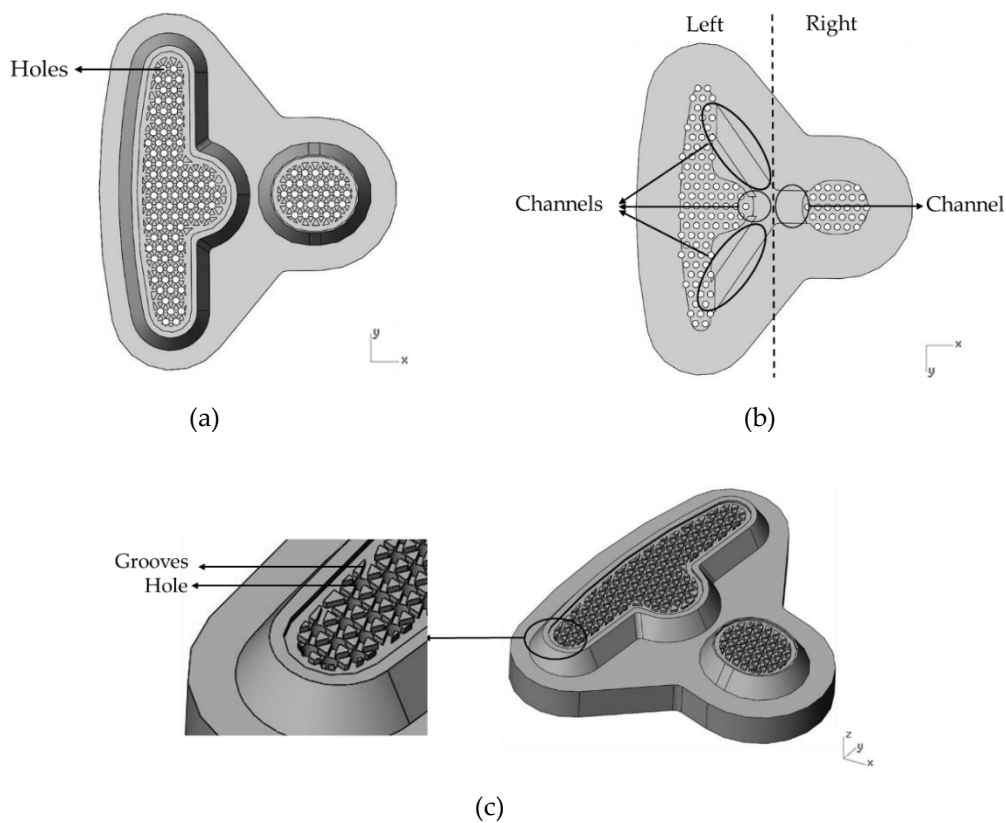 Holes
y
x
(a)
Left
Right
Channels
Channel
x
y
(b)
Grooves
Hole
z
y
x
(c)